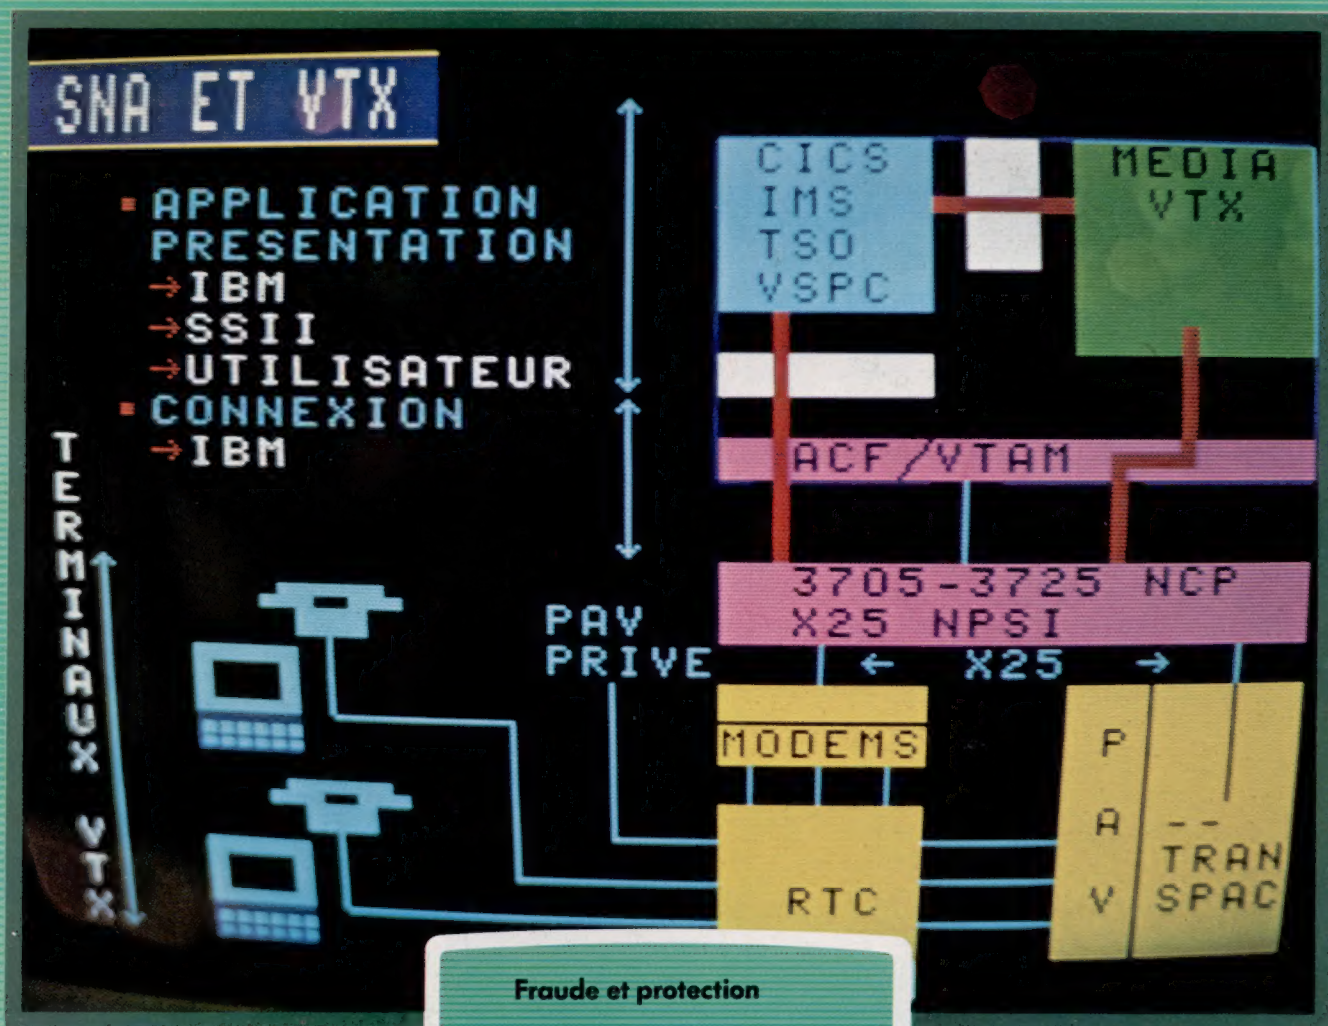 SNA ET VTX
▪ APPLICATION
PRESENTATION
→IBM
→SSII
→UTILISATEUR
▪ CONNEXION
→IBM
TERMINAUX VTX
CICS
IMS
TSO
VSPC
MEDIA
VTX
ACF/VTAM
3705-3725 NCP
X25 NPSI
PAV
PRIVE
← X25 →
MODEMS
RTC
PAV
--
TRAN
SPAC
Fraude et protection